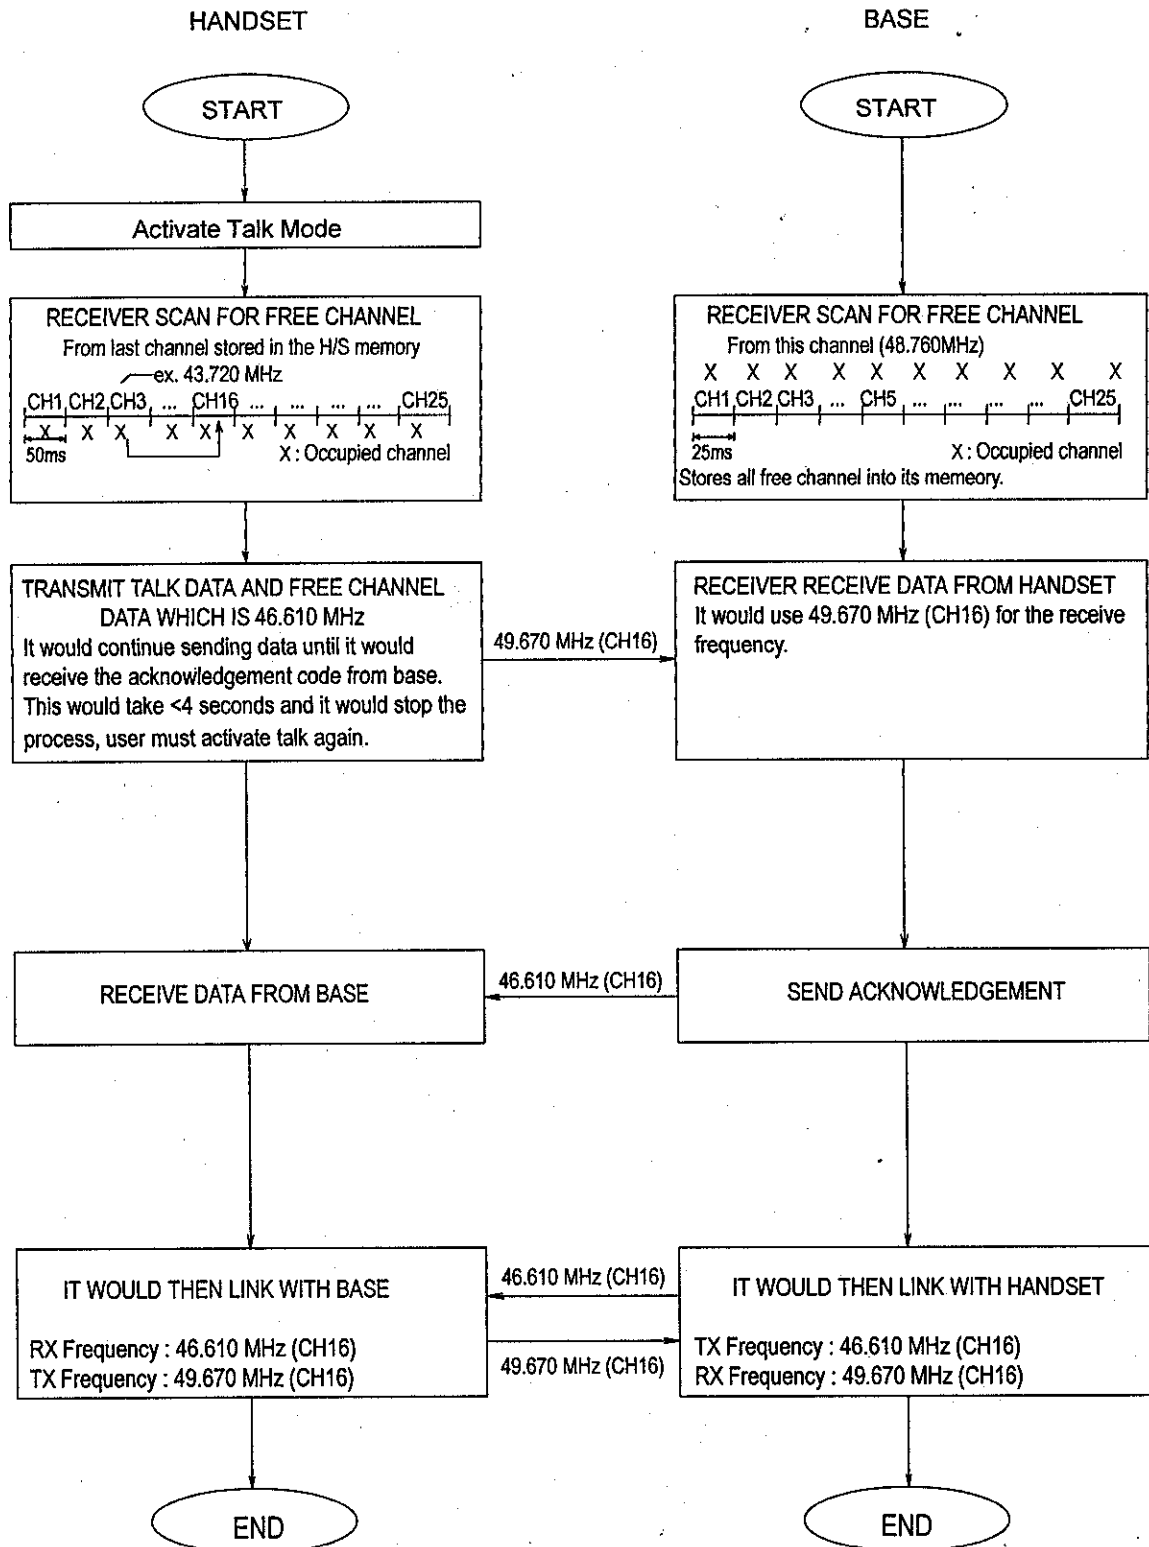 HANDSET
START
Activate Talk Mode
RECEIVER SCAN FOR FREE CHANNEL
From last channel stored in the H/S memory
ex. 43.720 MHz
CH1 CH2 CH3 ... CH16 ... ... ... ... CH25
X X X X X X X X X
50ms
X : Occupied channel
TRANSMIT TALK DATA AND FREE CHANNEL
DATA WHICH IS 46.610 MHz
It would continue sending data until it would
receive the acknowledgement code from base.
This would take <4 seconds and it would stop the
process, user must activate talk again.
RECEIVE DATA FROM BASE
IT WOULD THEN LINK WITH BASE
RX Frequency : 46.610 MHz (CH16)
TX Frequency : 49.670 MHz (CH16)
END
49.670 MHz (CH16)
46.610 MHz (CH16)
46.610 MHz (CH16)
49.670 MHz (CH16)
BASE
START
RECEIVER SCAN FOR FREE CHANNEL
From this channel (48.760MHz)
X X X X X X X X X X
CH1 CH2 CH3 ... CH5 ... ... ... ... CH25
25ms
X : Occupied channel
Stores all free channel into its memeory.
RECEIVER RECEIVE DATA FROM HANDSET
It would use 49.670 MHz (CH16) for the receive
frequency.
SEND ACKNOWLEDGEMENT
IT WOULD THEN LINK WITH HANDSET
TX Frequency : 46.610 MHz (CH16)
RX Frequency : 49.670 MHz (CH16)
END